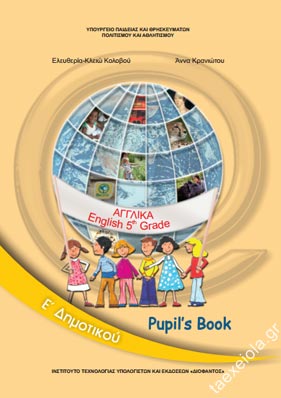 ΥΠΟΥΡΓΕΙΟ ΠΑΙΔΕΙΑΣ ΚΑΙ ΘΡΗΣΚΕΥΜΑΤΩΝ
ΠΟΛΙΤΙΣΜΟΥ ΚΑΙ ΑΘΛΗΤΙΣΜΟΥ
Ελευθερία-Κλειώ Κολοβού Άννα Κρανιώτου
ΑΓΓΛΙΚΑ
English 5th Grade
Ε΄ Δημοτικού
Pupil's Book
ΙΝΣΤΙΤΟΥΤΟ ΤΕΧΝΟΛΟΓΙΑΣ ΥΠΟΛΟΓΙΣΤΩΝ ΚΑΙ ΕΚΔΟΣΕΩΝ «ΔΙΟΦΑΝΤΟΣ»
taexeiola.gr